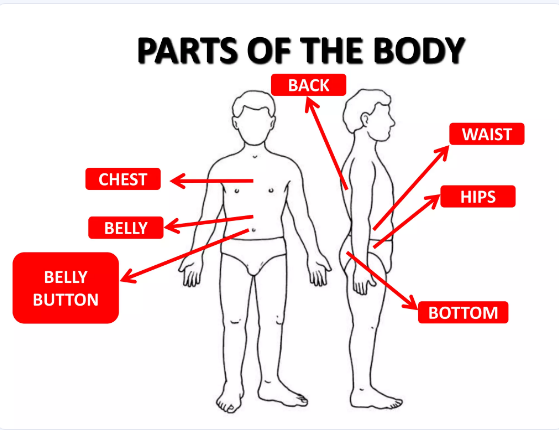 PARTS OF THE BODY
BACK
WAIST
CHEST
HIPS
BELLY
BELLY
BUTTON
BOTTOM